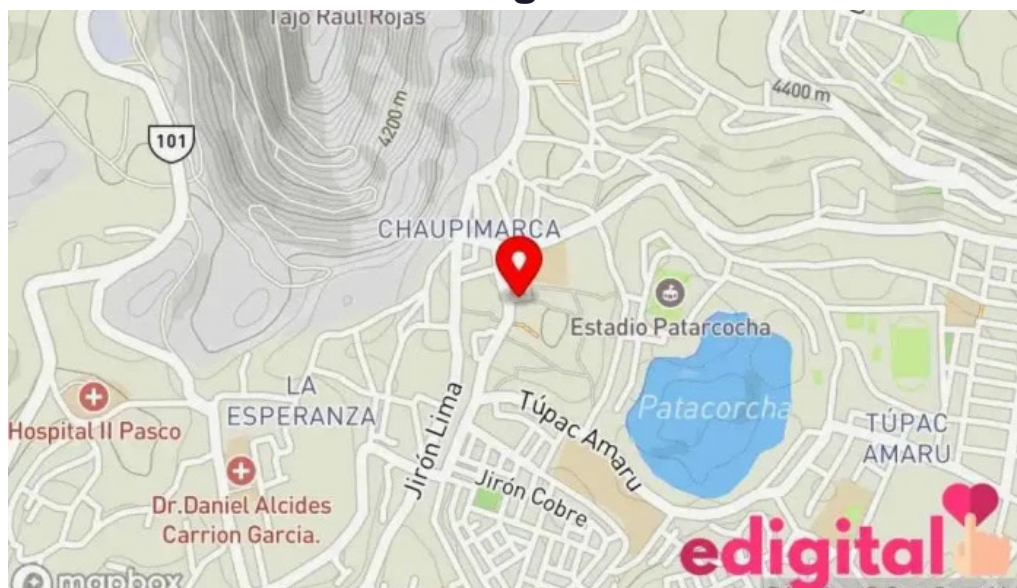 Tajo Raul Rojas
4400 m
101
4200 m
CHAUPIMARCA
Estadio Patarcocha
LA
ESPERANZA
Jirón Lima
Túpac Amaru
Patacorcha
TÚPAC
AMARU
Hospital II Pasco
Dr.Daniel Alcides
Carrion Garcia.
Jirón Cobre
edigital
mapbox